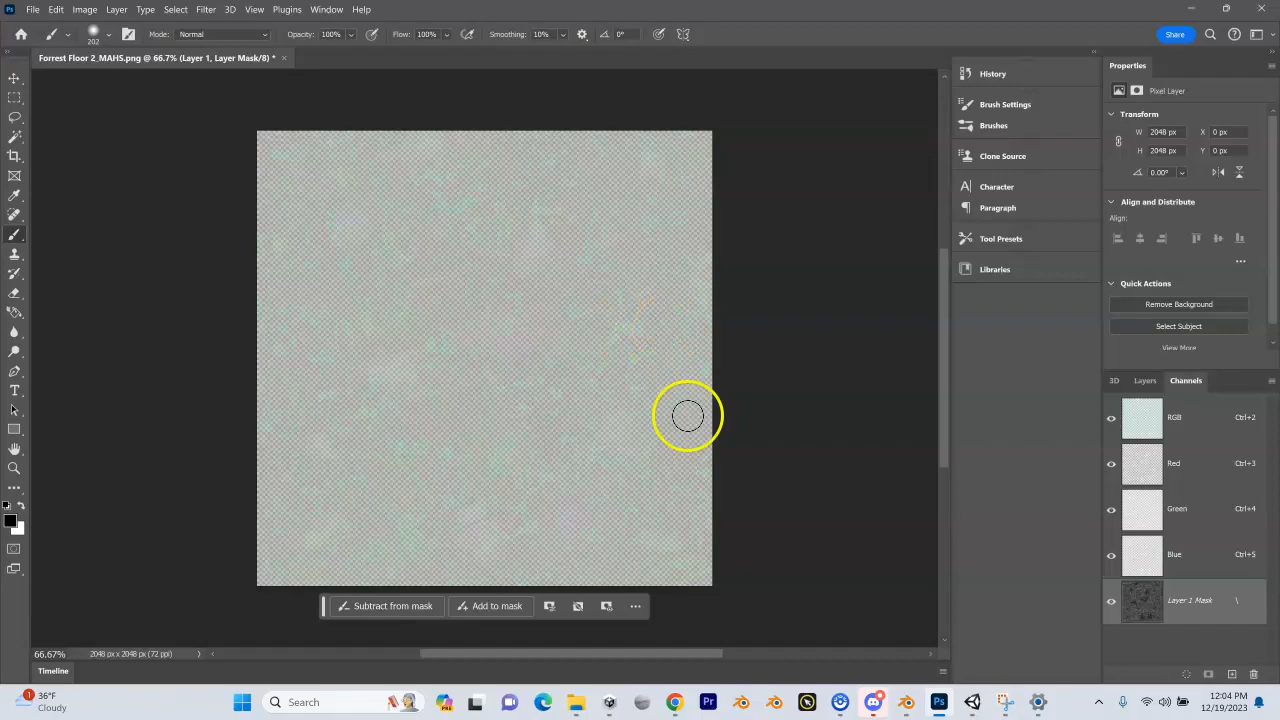 Ps File Edit Image Layer Type Select Filter 3D View Plugins Window Help
202 Mode: Normal Opacity: 100% Flow: 100% Smoothing: 10% 0° Share
Forrest Floor 2_MAHS.png @ 66.7% (Layer 1, Layer Mask/8) * ×
History
Brush Settings
Brushes
Clone Source
Character
Paragraph
Tool Presets
Libraries
Properties
Pixel Layer
Transform
W 2048 px X 0 px
H 2048 px Y 0 px
0.00°
Align and Distribute
Align:
Quick Actions
Remove Background
Select Subject
View More
3D Layers Channels
RGB Ctrl+2
Red Ctrl+3
Green Ctrl+4
Blue Ctrl+5
Layer 1 Mask \
Subtract from mask Add to mask
66.67% 2048 px x 2048 px (72 ppi)
Timeline
1 36°F
Cloudy
Search
Pr
Ps
12:04 PM
12/19/2023